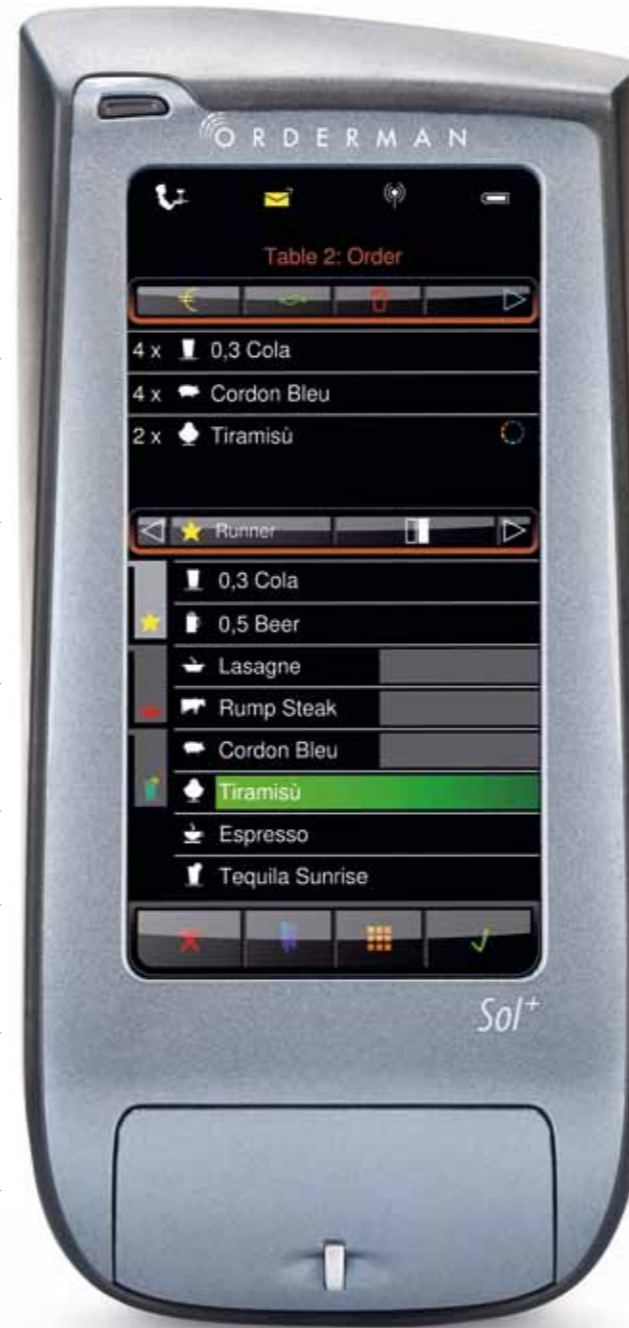 ORDERMAN
Table 2: Order
€
4 x 0,3 Cola
4 x Cordon Bleu
2 x Tiramisù
Runner
0,3 Cola
0,5 Beer
Lasagne
Rump Steak
Cordon Bleu
Tiramisù
Espresso
Tequila Sunrise
Sol+